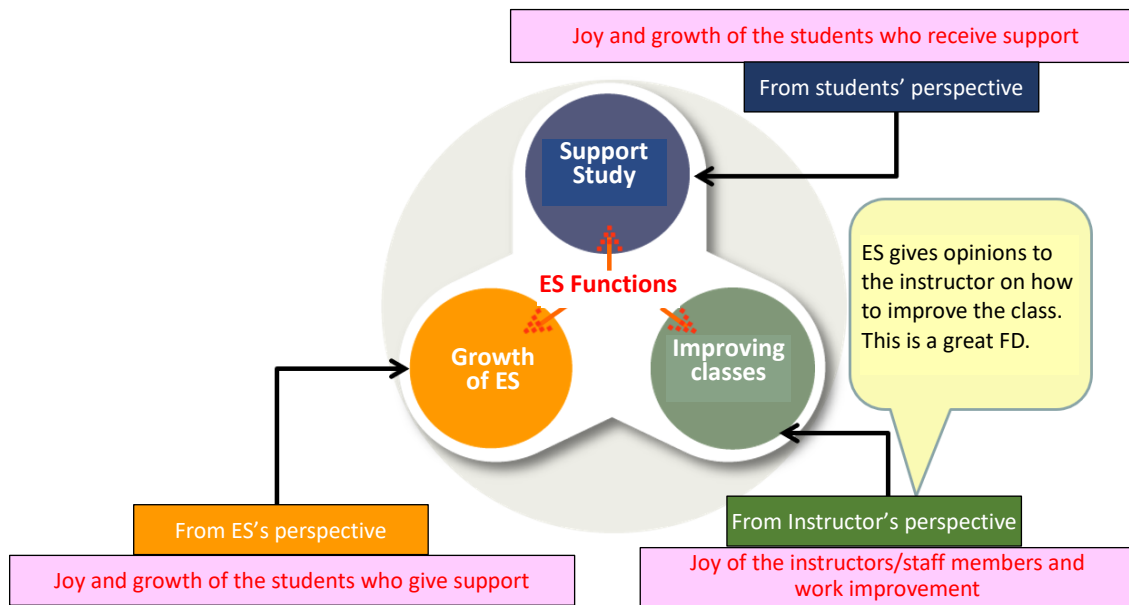 Joy and growth of the students who receive support
From students’ perspective
Support
Study
ES Functions
Growth
of ES
Improving
classes
ES gives opinions to
the instructor on how
to improve the class.
This is a great FD.
From ES’s perspective
Joy and growth of the students who give support
From Instructor’s perspective
Joy of the instructors/staff members and
work improvement